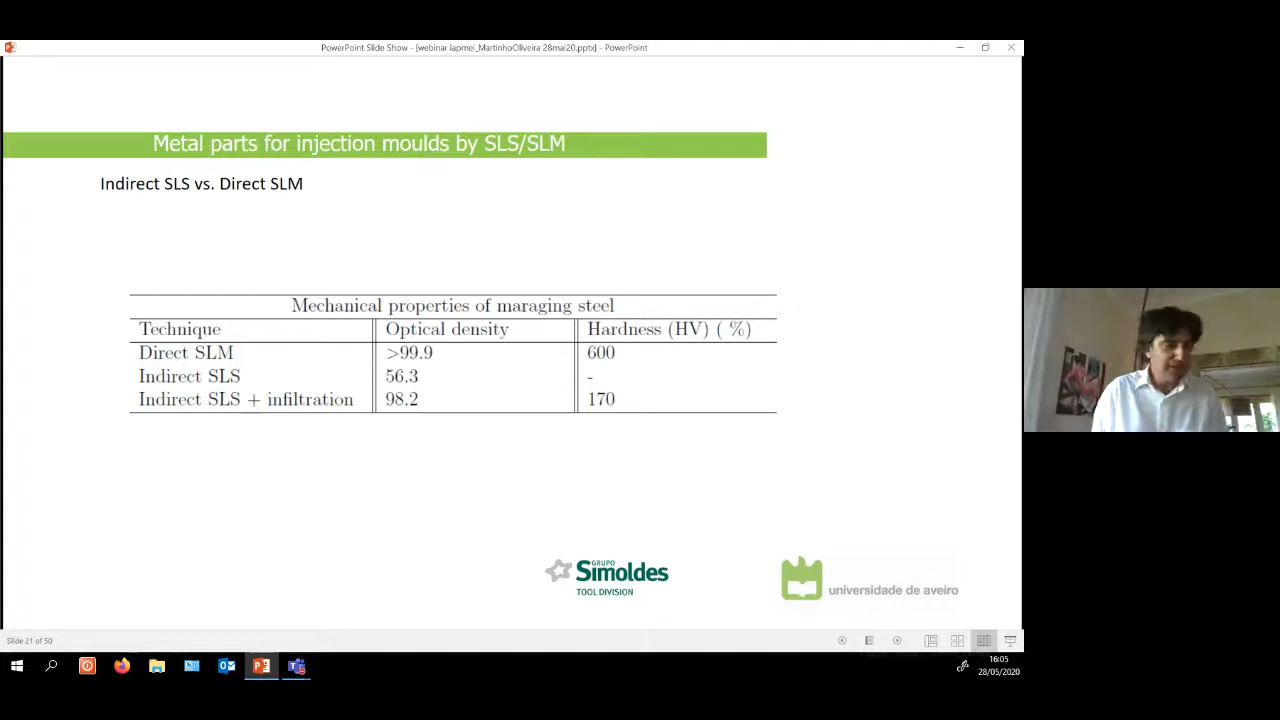 PowerPoint Slide Show - [webinar iapmei_MartinhoOliveira 28mai20.pptx] - PowerPoint
Metal parts for injection moulds by SLS/SLM
Indirect SLS vs. Direct SLM
Mechanical properties of maraging steel
Technique Optical density Hardness (HV) ( %)
Direct SLM >99.9 600
Indirect SLS 56.3 -
Indirect SLS + infiltration 98.2 170
GRUPO
Simoldes
TOOL DIVISION
universidade de aveiro
Slide 21 of 50
16:05
28/05/2020